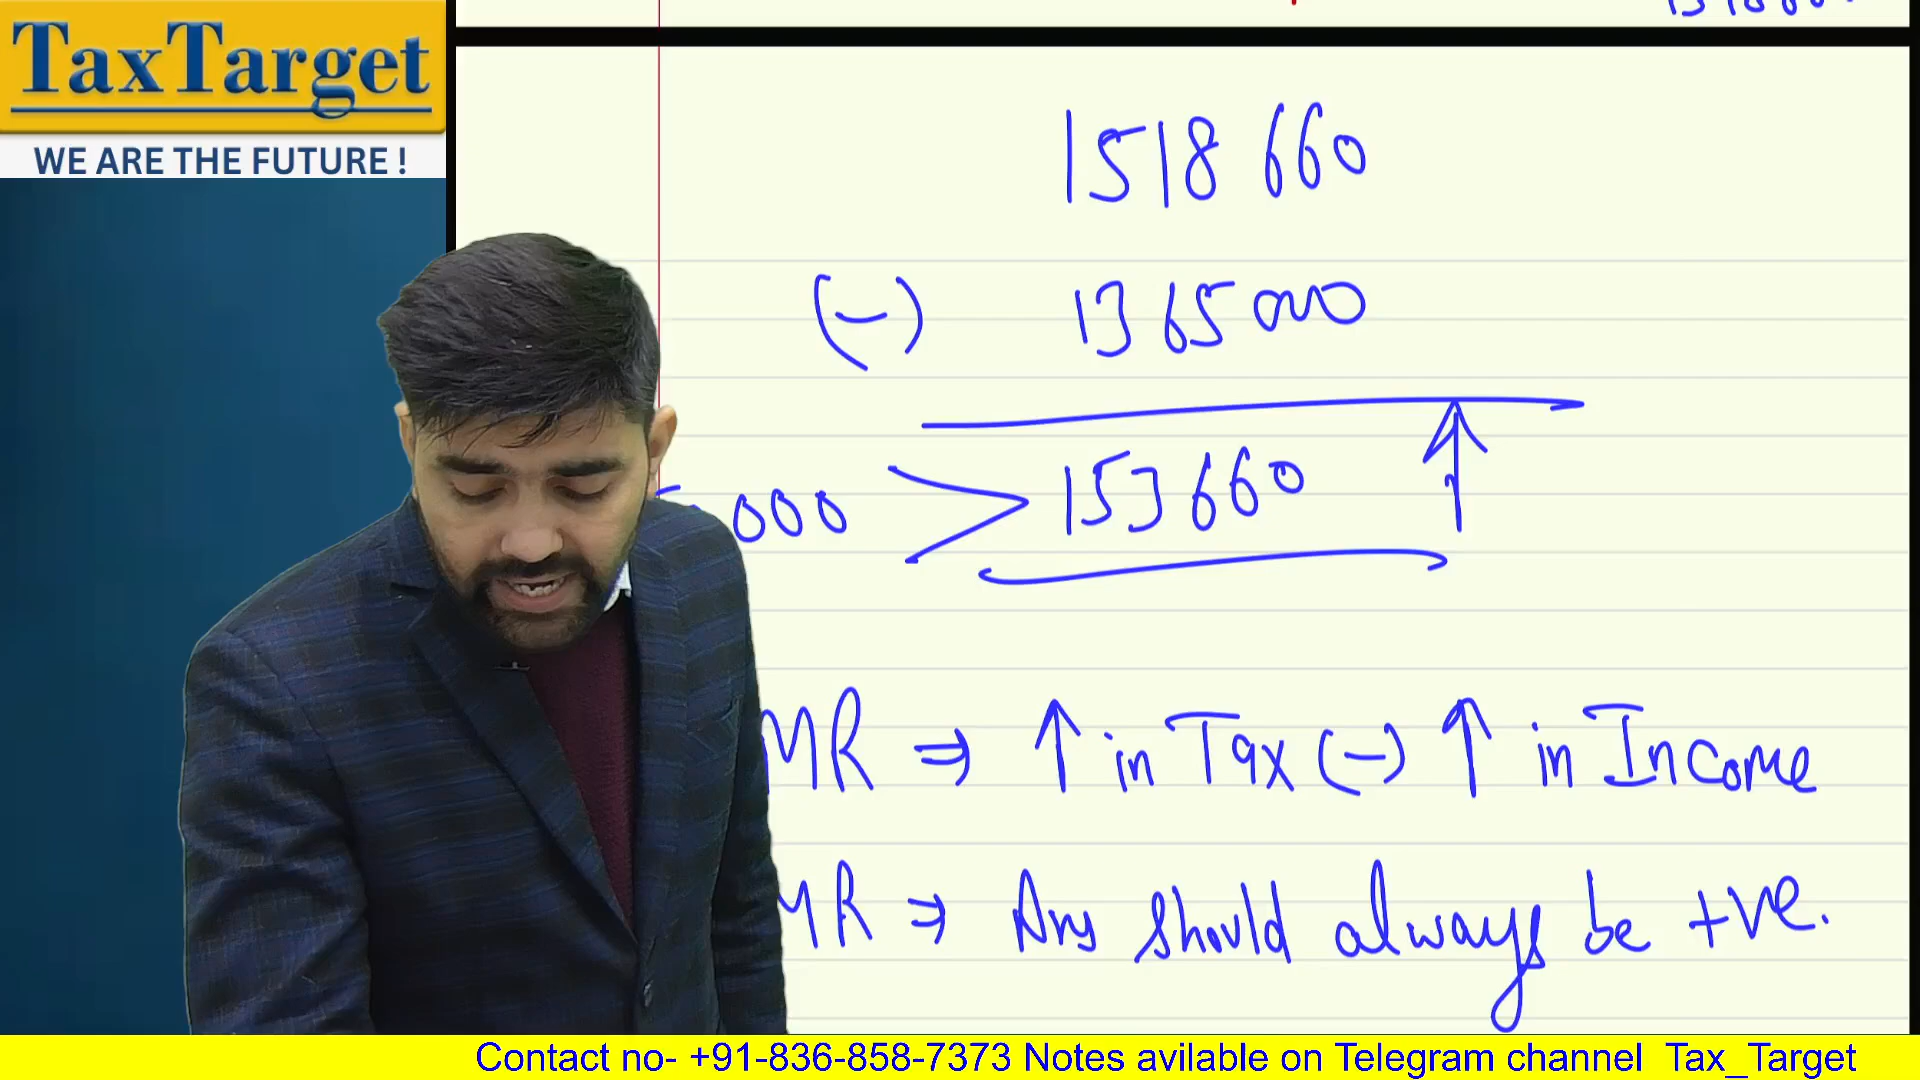 TaxTarget
WE ARE THE FUTURE !
1518 660
(-) 1365000
000 > 153660 ↑
MR ⇒ ↑ in Tax (-) ↑ in Income
MR ⇒ Ans should always be +ve.
Contact no- +91-836-858-7373 Notes avilable on Telegram channel Tax_Target